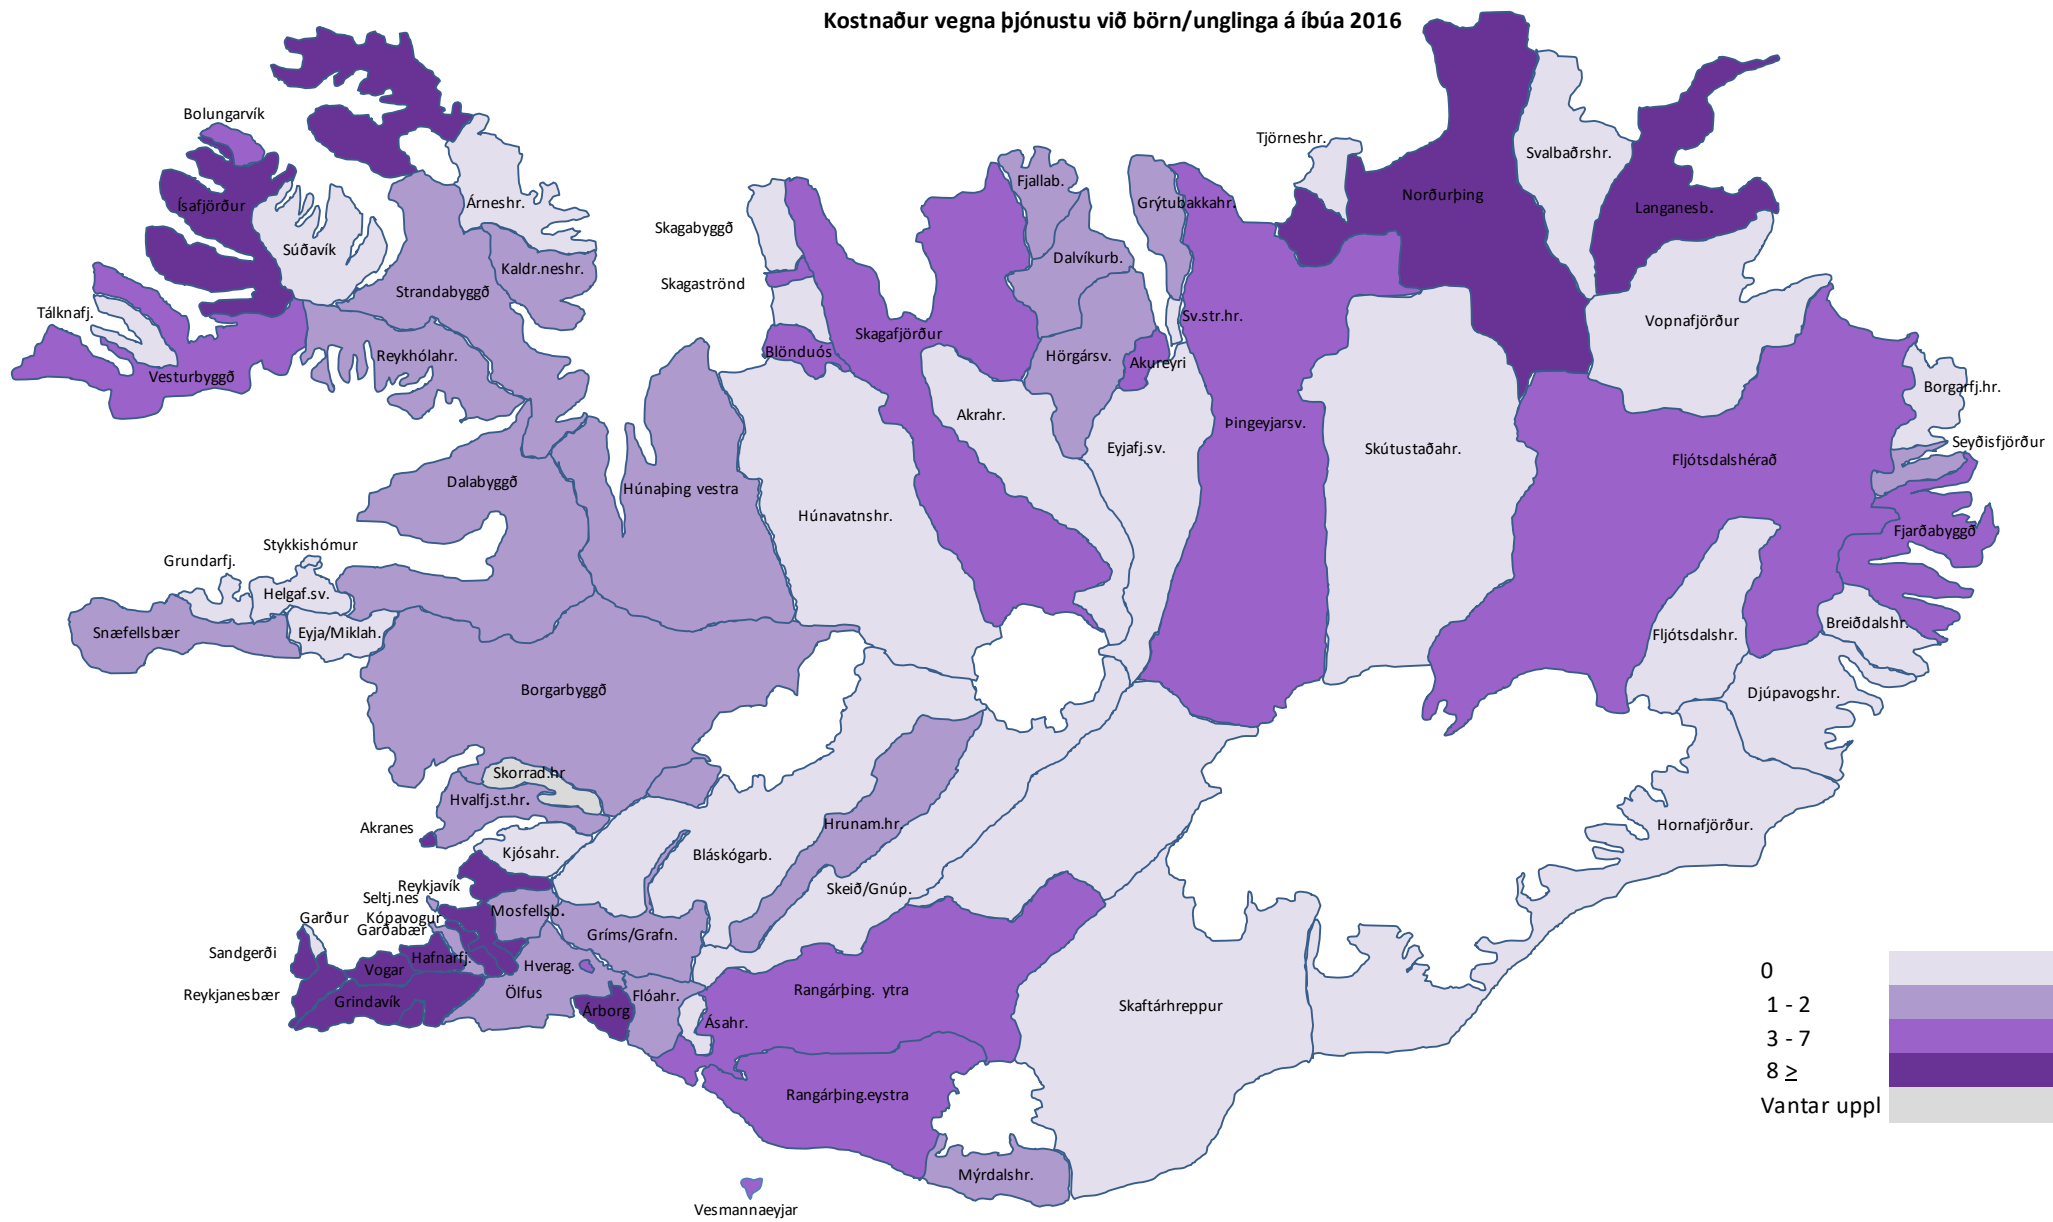 Kostnaður vegna þjónustu við börn/unglinga á íbúa 2016
Bolungarvík
Tjörneshr.
Svalbaðrshr.
Fjallab.
Norðurþing
Ísafjörður
Árneshr.
Grýtubakkahr.
Langanesb.
Skagabyggð
Súðavík
Dalvíkurb.
Kaldr.neshr.
Skagaströnd
Strandabyggð
Tálknafj.
Sv.str.hr.
Vopnafjörður
Skagafjörður
Blönduós
Reykhólahr.
Hörgársv.
Akureyri
Vesturbyggð
Borgarfj.hr.
Akrahr.
Þingeyjarsv.
Eyjafj.sv.
Skútustaðahr.
Seyðisfjörður
Fljótsdalshérað
Dalabyggð
Húnaþing vestra
Húnavatnshr.
Fjarðabyggð
Stykkishómur
Grundarfj.
Helgaf.sv.
Snæfellsbær
Eyja/Miklah.
Breiðdalshr.
Fljótsdalshr.
Borgarbyggð
Djúpavogshr.
Skorrad.hr
Hvalfj.st.hr.
Akranes
Hrunam.hr.
Hornafjörður.
Kjósahr.
Bláskógarb.
Reykjavík
Skeið/Gnúp.
Seltj.nes
Mosfellsb.
Garður
Kópavogur
Garðabær
Gríms/Grafn.
Sandgerði
Hafnarfj.
Vogar
Hverag.
0
Reykjanesbær
Grindavík
Ölfus
Flóahr.
Rangárþing. ytra
Árborg
Skaftárhreppur
1 - 2
Ásahr.
3 - 7
8 ≥
Rangárþing.eystra
Vantar uppl
Mýrdalshr.
Vesmannaeyjar